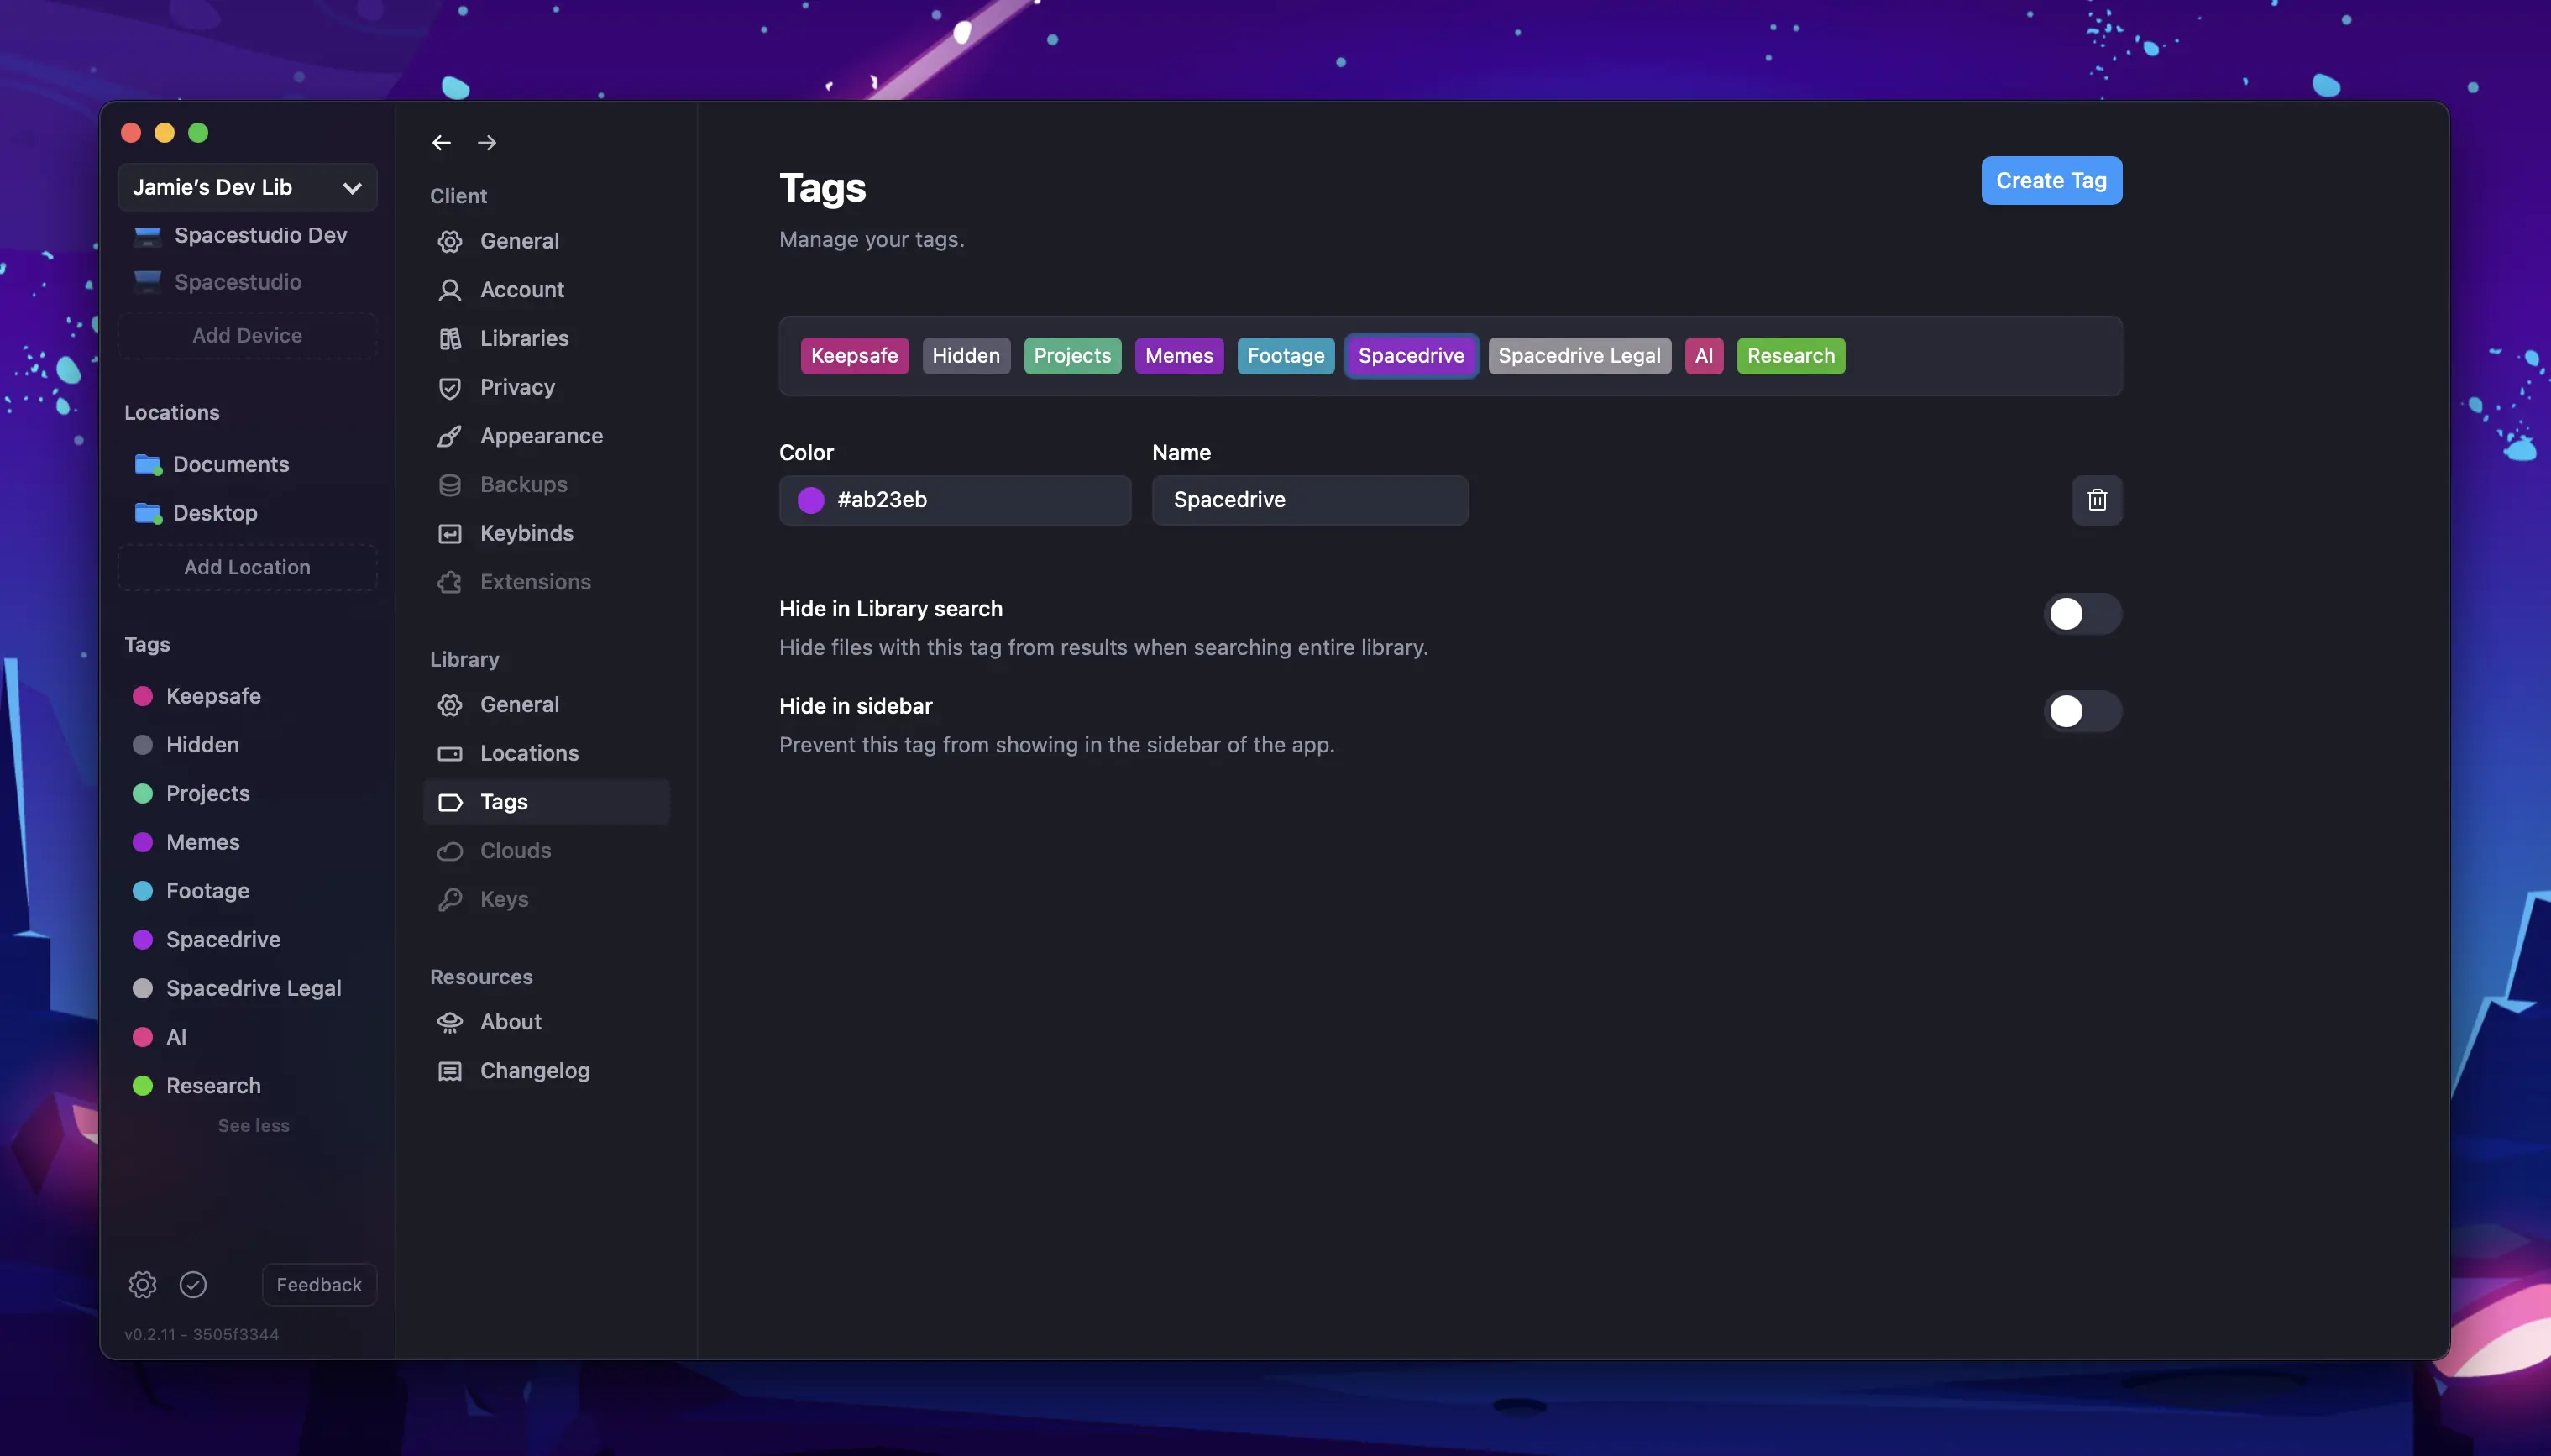 Jamie's Dev Lib
Spacestudio Dev
Spacestudio
Add Device
Locations
Documents
Desktop
Add Location
Tags
Keepsafe
Hidden
Projects
Memes
Footage
Spacedrive
Spacedrive Legal
AI
Research
See less
Feedback
v0.2.11 - 3505f3344
Client
General
Account
Libraries
Privacy
Appearance
Backups
Keybinds
Extensions
Library
General
Locations
Tags
Clouds
Keys
Resources
About
Changelog
Tags
Create Tag
Manage your tags.
Keepsafe Hidden Projects Memes Footage Spacedrive Spacedrive Legal AI Research
Color Name
#ab23eb Spacedrive
Hide in Library search
Hide files with this tag from results when searching entire library.
Hide in sidebar
Prevent this tag from showing in the sidebar of the app.